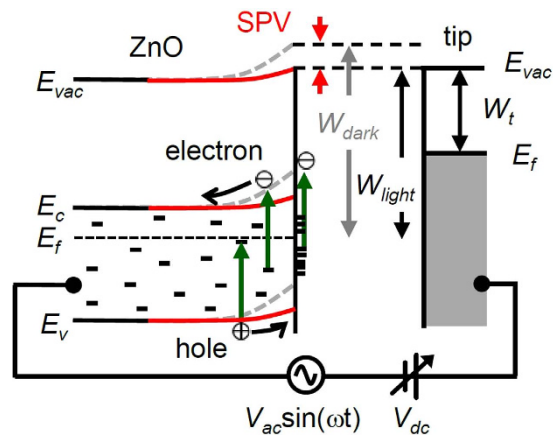 SPV
ZnO
tip
E_vac
E_vac
W_dark
W_t
electron
⊖
⊖
W_light
E_f
E_c
E_f
E_v
⊕
hole
V_ac sin(ωt)
V_dc